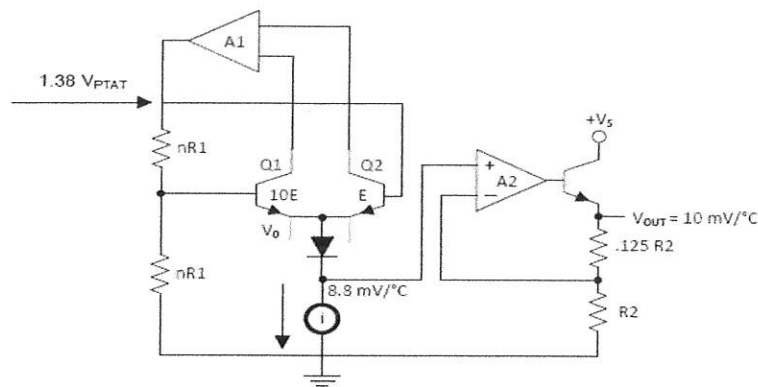 A1
1.38 VPTAT
nR1
Q1
Q2
10E
E
V0
nR1
8.8 mV/°C
i
+VS
+
A2
−
VOUT = 10 mV/°C
.125 R2
R2